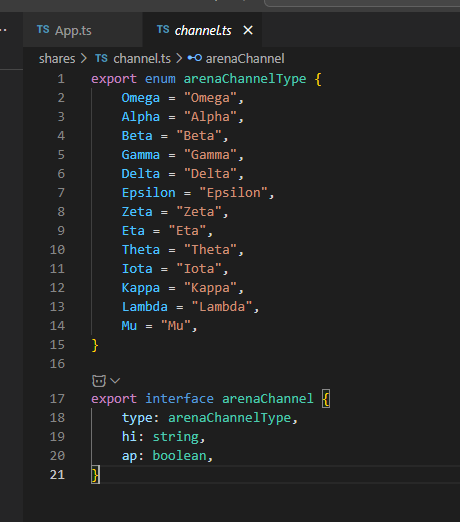 TS App.ts
TS channel.ts
shares > TS channel.ts > arenaChannel
1 export enum arenaChannelType {
2 Omega = "Omega",
3 Alpha = "Alpha",
4 Beta = "Beta",
5 Gamma = "Gamma",
6 Delta = "Delta",
7 Epsilon = "Epsilon",
8 Zeta = "Zeta",
9 Eta = "Eta",
10 Theta = "Theta",
11 Iota = "Iota",
12 Kappa = "Kappa",
13 Lambda = "Lambda",
14 Mu = "Mu",
15 }
16
17 export interface arenaChannel {
18 type: arenaChannelType,
19 hi: string,
20 ap: boolean,
21 }